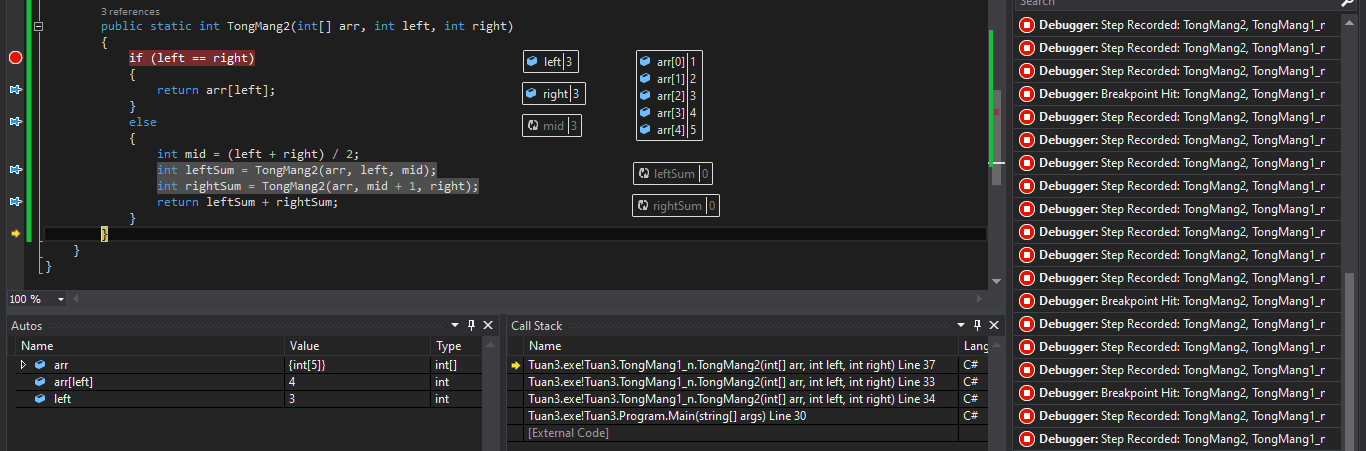 Search
3 references
public static int TongMang2(int[] arr, int left, int right)
{
if (left == right)
{
return arr[left];
}
else
{
int mid = (left + right) / 2;
int leftSum = TongMang2(arr, left, mid);
int rightSum = TongMang2(arr, mid + 1, right);
return leftSum + rightSum;
}
}
}
}
left 3
right 3
mid 3
arr[0] 1
arr[1] 2
arr[2] 3
arr[3] 4
arr[4] 5
leftSum 0
rightSum 0
100 %
Debugger: Step Recorded: TongMang2, TongMang1_r
Debugger: Step Recorded: TongMang2, TongMang1_r
Debugger: Step Recorded: TongMang2, TongMang1_r
Debugger: Breakpoint Hit: TongMang2, TongMang1_r
Debugger: Step Recorded: TongMang2, TongMang1_r
Debugger: Step Recorded: TongMang2, TongMang1_r
Debugger: Step Recorded: TongMang2, TongMang1_r
Debugger: Step Recorded: TongMang2, TongMang1_r
Debugger: Step Recorded: TongMang2, TongMang1_r
Debugger: Step Recorded: TongMang2, TongMang1_r
Debugger: Step Recorded: TongMang2, TongMang1_r
Debugger: Step Recorded: TongMang2, TongMang1_r
Debugger: Breakpoint Hit: TongMang2, TongMang1_r
Debugger: Step Recorded: TongMang2, TongMang1_r
Debugger: Step Recorded: TongMang2, TongMang1_r
Debugger: Step Recorded: TongMang2, TongMang1_r
Debugger: Breakpoint Hit: TongMang2, TongMang1_r
Debugger: Step Recorded: TongMang2, TongMang1_r
Debugger: Step Recorded: TongMang2, TongMang1_r
Autos
Name Value Type
arr {int[5]} int[]
arr[left] 4 int
left 3 int
Call Stack
Name Lang
Tuan3.exe!Tuan3.TongMang1_n.TongMang2(int[] arr, int left, int right) Line 37 C#
Tuan3.exe!Tuan3.TongMang1_n.TongMang2(int[] arr, int left, int right) Line 33 C#
Tuan3.exe!Tuan3.TongMang1_n.TongMang2(int[] arr, int left, int right) Line 34 C#
Tuan3.exe!Tuan3.Program.Main(string[] args) Line 30 C#
[External Code]